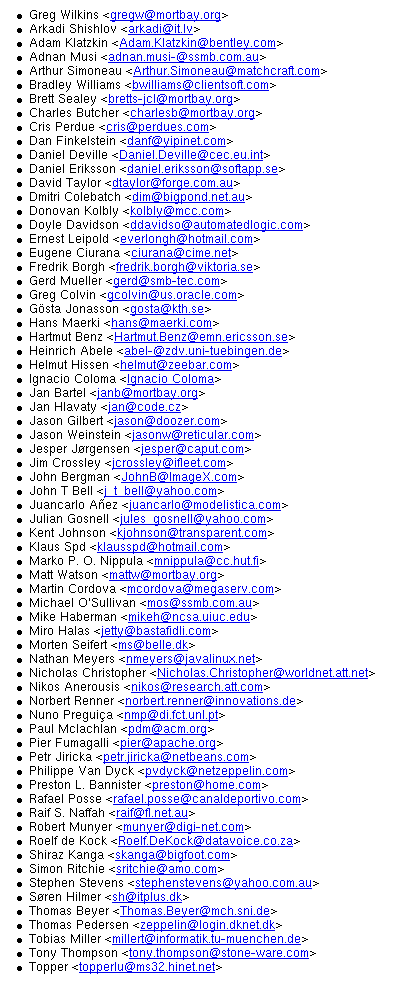 Greg Wilkins <gregw@mortbay.org>
Arkadi Shishlov <arkadi@it.lv>
Adam Klatzkin <Adam.Klatzkin@bentley.com>
Adnan Musi <adnan.musi-@ssmb.com.au>
Arthur Simoneau <Arthur.Simoneau@matchcraft.com>
Bradley Williams <bwilliams@clientsoft.com>
Brett Sealey <bretts-jcl@mortbay.org>
Charles Butcher <charlesb@mortbay.org>
Cris Perdue <cris@perdues.com>
Dan Finkelstein <danf@yipinet.com>
Daniel Deville <Daniel.Deville@cec.eu.int>
Daniel Eriksson <daniel.eriksson@softapp.se>
David Taylor <dtaylor@forge.com.au>
Dmitri Colebatch <dim@bigpond.net.au>
Donovan Kolbly <kolbly@mcc.com>
Doyle Davidson <ddavidso@automatedlogic.com>
Ernest Leipold <everlongh@hotmail.com>
Eugene Ciurana <ciurana@cime.net>
Fredrik Borgh <fredrik.borgh@viktoria.se>
Gerd Mueller <gerd@smb-tec.com>
Greg Colvin <gcolvin@us.oracle.com>
Gösta Jonasson <gosta@kth.se>
Hans Maerki <hans@maerki.com>
Hartmut Benz <Hartmut.Benz@emn.ericsson.se>
Heinrich Abele <abel-@zdv.uni-tuebingen.de>
Helmut Hissen <helmut@zeebar.com>
Ignacio Coloma <Ignacio Coloma>
Jan Bartel <janb@mortbay.org>
Jan Hlavaty <jan@code.cz>
Jason Gilbert <jason@doozer.com>
Jason Weinstein <jasonw@reticular.com>
Jesper Jørgensen <jesper@caput.com>
Jim Crossley <jcrossley@ifleet.com>
John Bergman <JohnB@ImageX.com>
John T Bell <j_t_bell@yahoo.com>
Juancarlo Añez <juancarlo@modelistica.com>
Julian Gosnell <jules_gosnell@yahoo.com>
Kent Johnson <kjohnson@transparent.com>
Klaus Spd <klausspd@hotmail.com>
Marko P. O. Nippula <mnippula@cc.hut.fi>
Matt Watson <mattw@mortbay.org>
Martin Cordova <mcordova@megaserv.com>
Michael O'Sullivan <mos@ssmb.com.au>
Mike Haberman <mikeh@ncsa.uiuc.edu>
Miro Halas <jetty@bastafidli.com>
Morten Seifert <ms@belle.dk>
Nathan Meyers <nmeyers@javalinux.net>
Nicholas Christopher <Nicholas.Christopher@worldnet.att.net>
Nikos Anerousis <nikos@research.att.com>
Norbert Renner <norbert.renner@innovations.de>
Nuno Preguiça <nmp@di.fct.unl.pt>
Paul Mclachlan <pdm@acm.org>
Pier Fumagalli <pier@apache.org>
Petr Jiricka <petr.jiricka@netbeans.com>
Philippe Van Dyck <pvdyck@netzeppelin.com>
Preston L. Bannister <preston@home.com>
Rafael Posse <rafael.posse@canaldeportivo.com>
Raif S. Naffah <raif@fl.net.au>
Robert Munyer <munyer@digi-net.com>
Roelf de Kock <Roelf.DeKock@datavoice.co.za>
Shiraz Kanga <skanga@bigfoot.com>
Simon Ritchie <sritchie@amo.com>
Stephen Stevens <stephenstevens@yahoo.com.au>
Søren Hilmer <sh@itplus.dk>
Thomas Beyer <Thomas.Beyer@mch.sni.de>
Thomas Pedersen <zeppelin@login.dknet.dk>
Tobias Miller <millert@informatik.tu-muenchen.de>
Tony Thompson <tony.thompson@stone-ware.com>
Topper <topperlu@ms32.hinet.net>